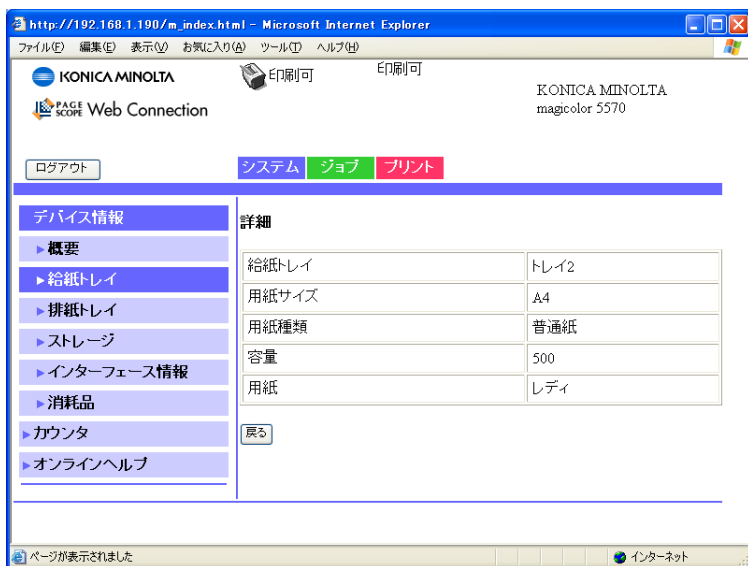 http://192.168.1.190/m_index.html - Microsoft Internet Explorer
ファイル(F) 編集(E) 表示(V) お気に入り(A) ツール(T) ヘルプ(H)
KONICA MINOLTA
印刷可
印刷可
KONICA MINOLTA
magicolor 5570
PAGE SCOPE Web Connection
ログアウト
システム ジョブ プリント
デバイス情報
概要
給紙トレイ
排紙トレイ
ストレージ
インターフェース情報
消耗品
カウンタ
オンラインヘルプ
詳細
給紙トレイ トレイ2
用紙サイズ A4
用紙種類 普通紙
容量 500
用紙 レディ
戻る
ページが表示されました
インターネット